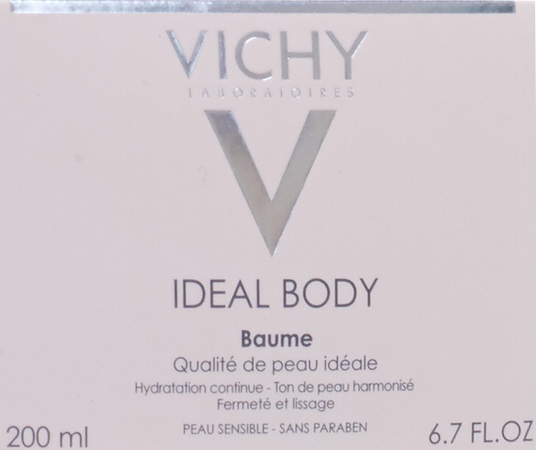 VICHY
LABORATOIRES
V
IDEAL BODY
Baume
Qualité de peau idéale
Hydratation continue - Ton de peau harmonisé
Fermeté et lissage
200 ml PEAU SENSIBLE - SANS PARABEN 6.7 FL.OZ